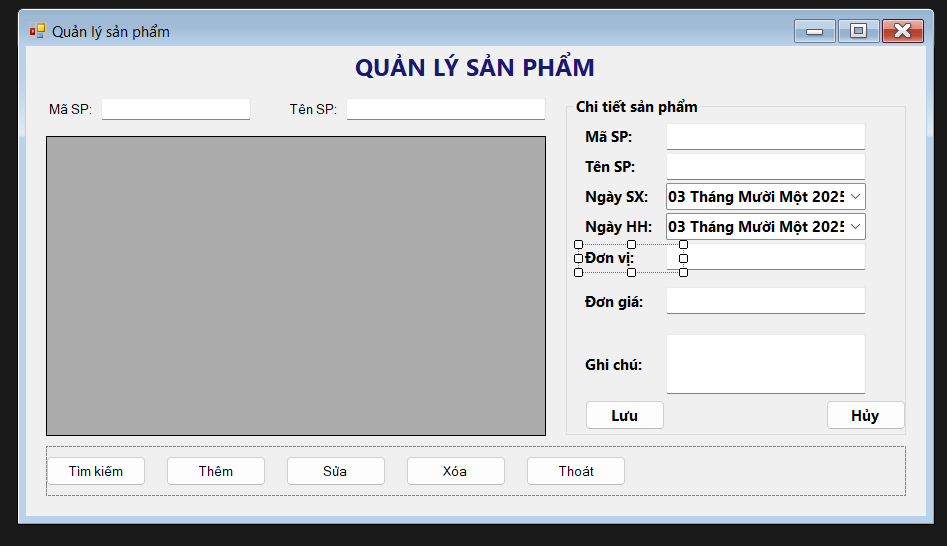 Quản lý sản phẩm
QUẢN LÝ SẢN PHẨM
Mã SP:
Tên SP:
Chi tiết sản phẩm
Mã SP:
Tên SP:
Ngày SX: 03 Tháng Mười Một 2025
Ngày HH: 03 Tháng Mười Một 2025
Đơn vị:
Đơn giá:
Ghi chú:
Lưu
Hủy
Tìm kiếm
Thêm
Sửa
Xóa
Thoát